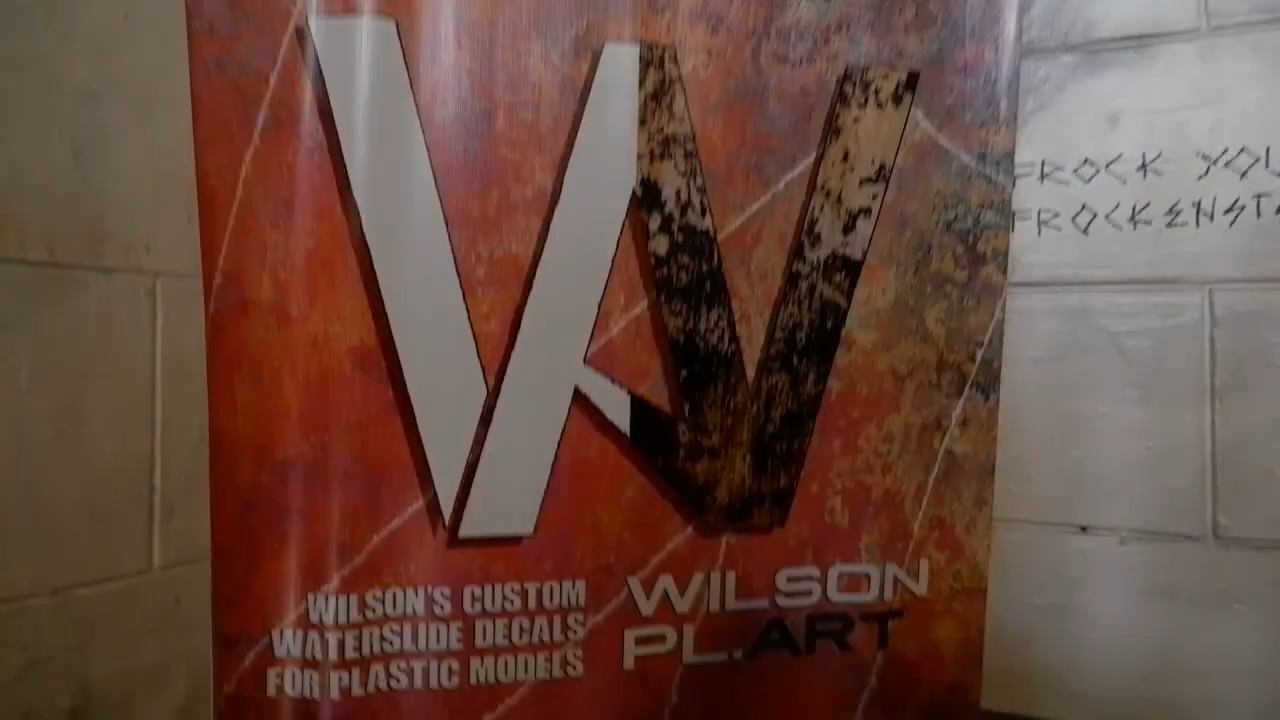 WILSON'S CUSTOM
WATERSLIDE DECALS
FOR PLASTIC MODELS
WILSON
PL.ART
FROCK YOU
FROCKENST